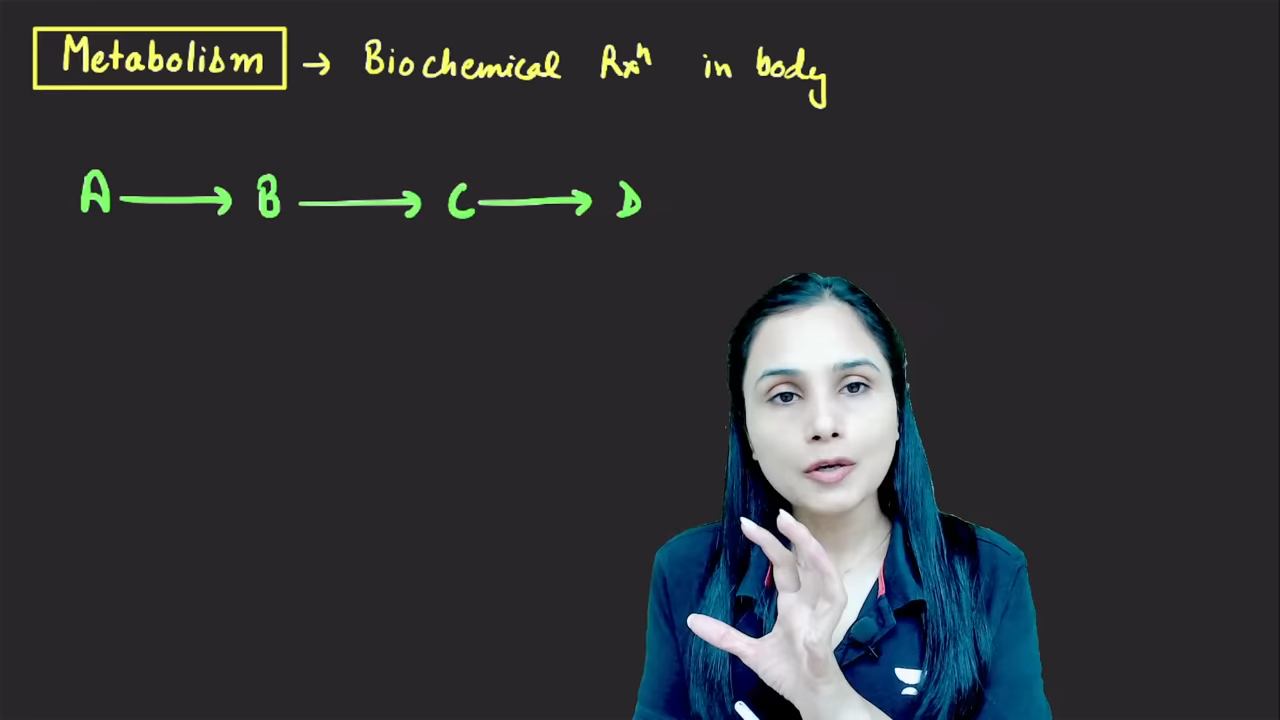 Metabolism → Biochemical Rxⁿ in body
A → B → C → D